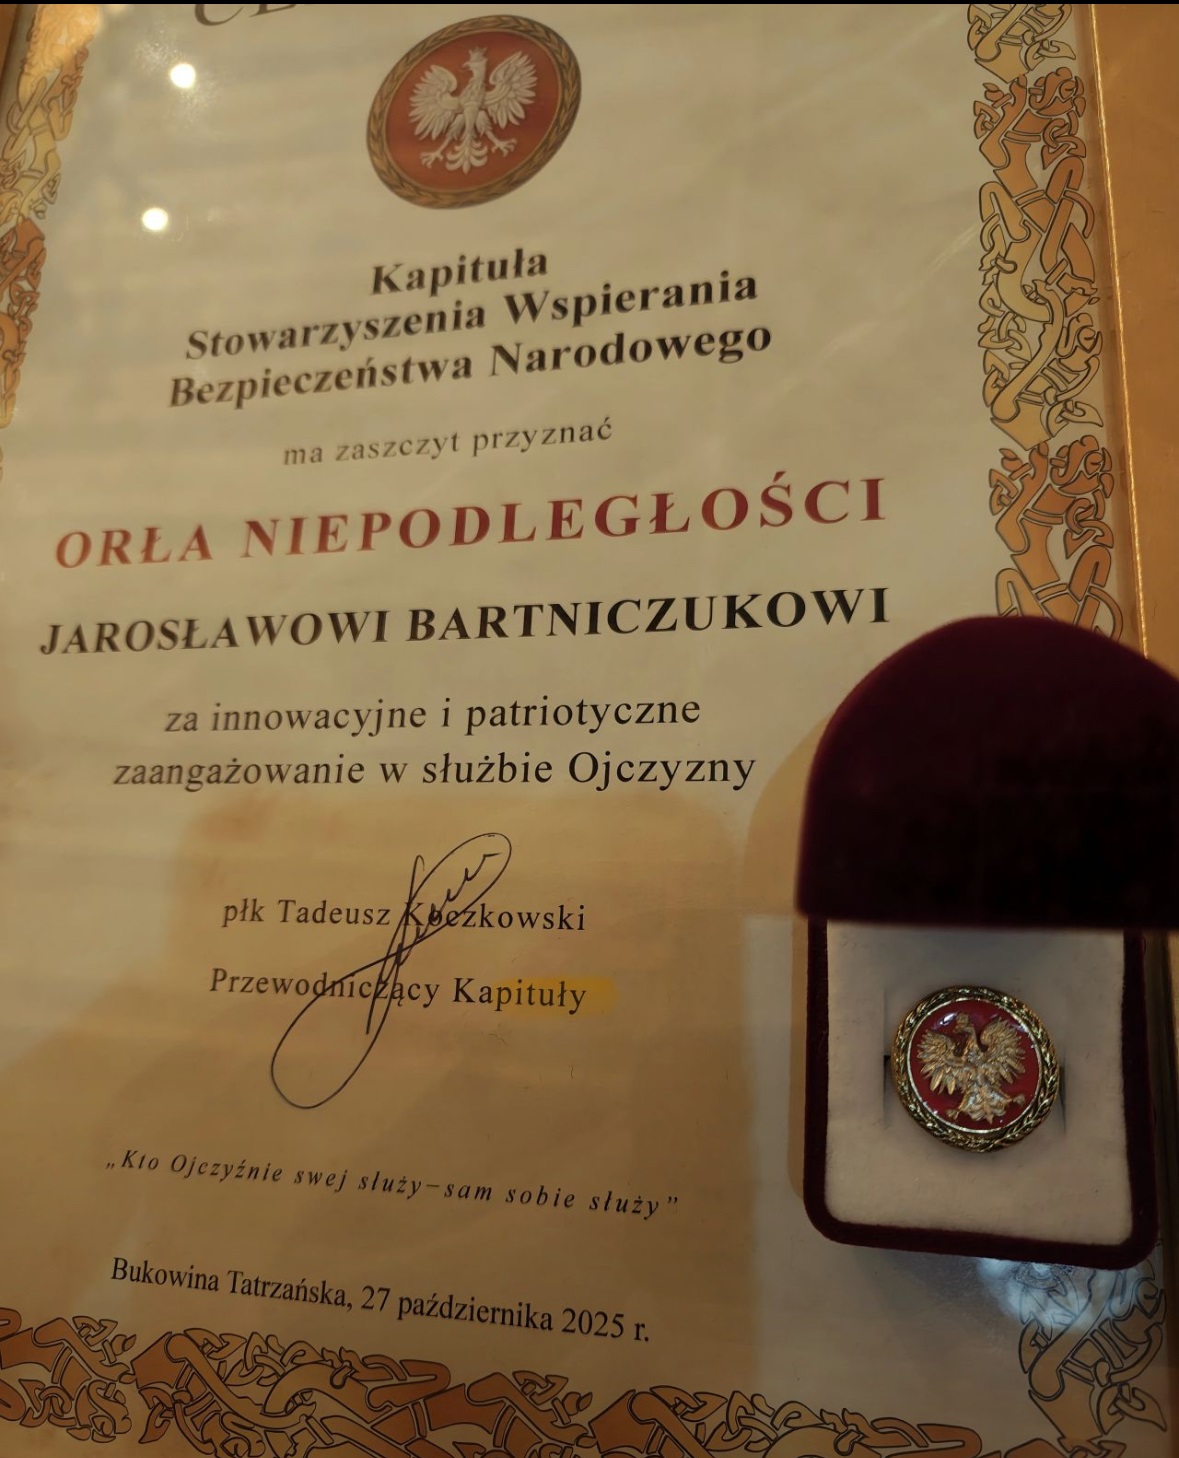 Kapituła
Stowarzyszenia Wspierania
Bezpieczeństwa Narodowego
ma zaszczyt przyznać
ORŁA NIEPODLEGŁOŚCI
JAROSŁAWOWI BARTNICZUKOWI
za innowacyjne i patriotyczne
zaangażowanie w służbie Ojczyzny
płk Tadeusz Koczkowski
Przewodniczący Kapituły
„Kto Ojczyźnie swej służy–sam sobie służy”
Bukowina Tatrzańska, 27 października 2025 r.